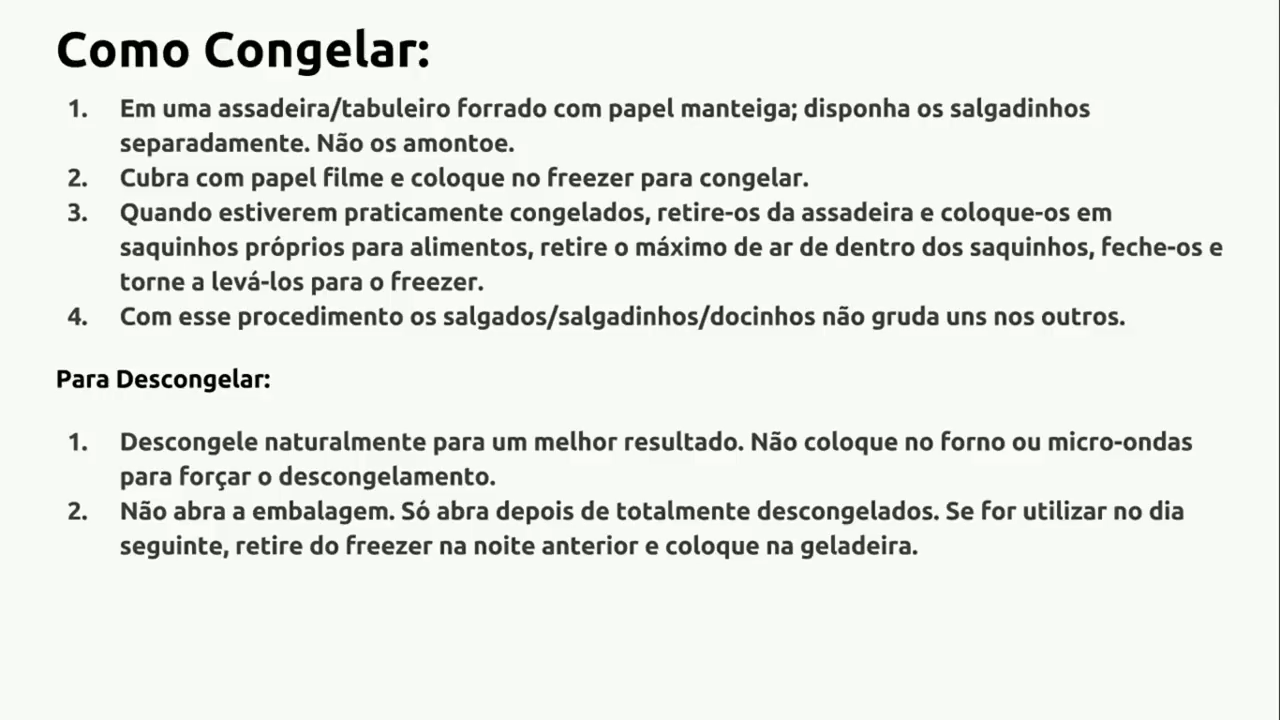 Como Congelar:
1. Em uma assadeira/tabuleiro forrado com papel manteiga; disponha os salgadinhos
separadamente. Não os amontoe.
2. Cubra com papel filme e coloque no freezer para congelar.
3. Quando estiverem praticamente congelados, retire-os da assadeira e coloque-os em
saquinhos próprios para alimentos, retire o máximo de ar de dentro dos saquinhos, feche-os e
torne a levá-los para o freezer.
4. Com esse procedimento os salgados/salgadinhos/docinhos não gruda uns nos outros.
Para Descongelar:
1. Descongele naturalmente para um melhor resultado. Não coloque no forno ou micro-ondas
para forçar o descongelamento.
2. Não abra a embalagem. Só abra depois de totalmente descongelados. Se for utilizar no dia
seguinte, retire do freezer na noite anterior e coloque na geladeira.